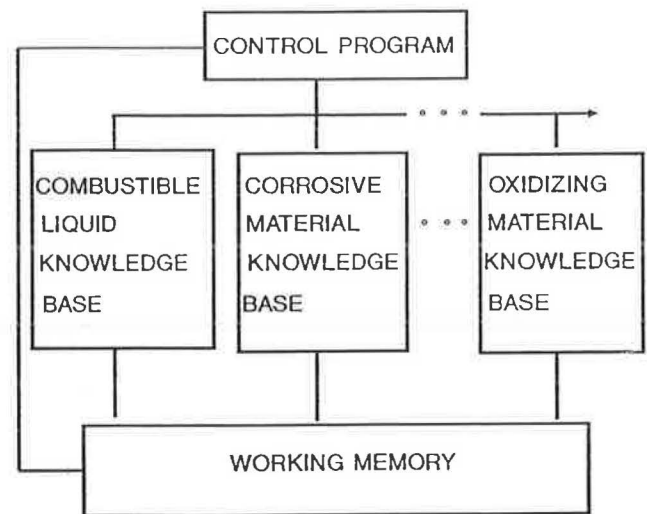 CONTROL PROGRAM
COMBUSTIBLE
LIQUID
KNOWLEDGE
BASE
CORROSIVE
MATERIAL
KNOWLEDGE
BASE
OXIDIZING
MATERIAL
KNOWLEDGE
BASE
WORKING MEMORY